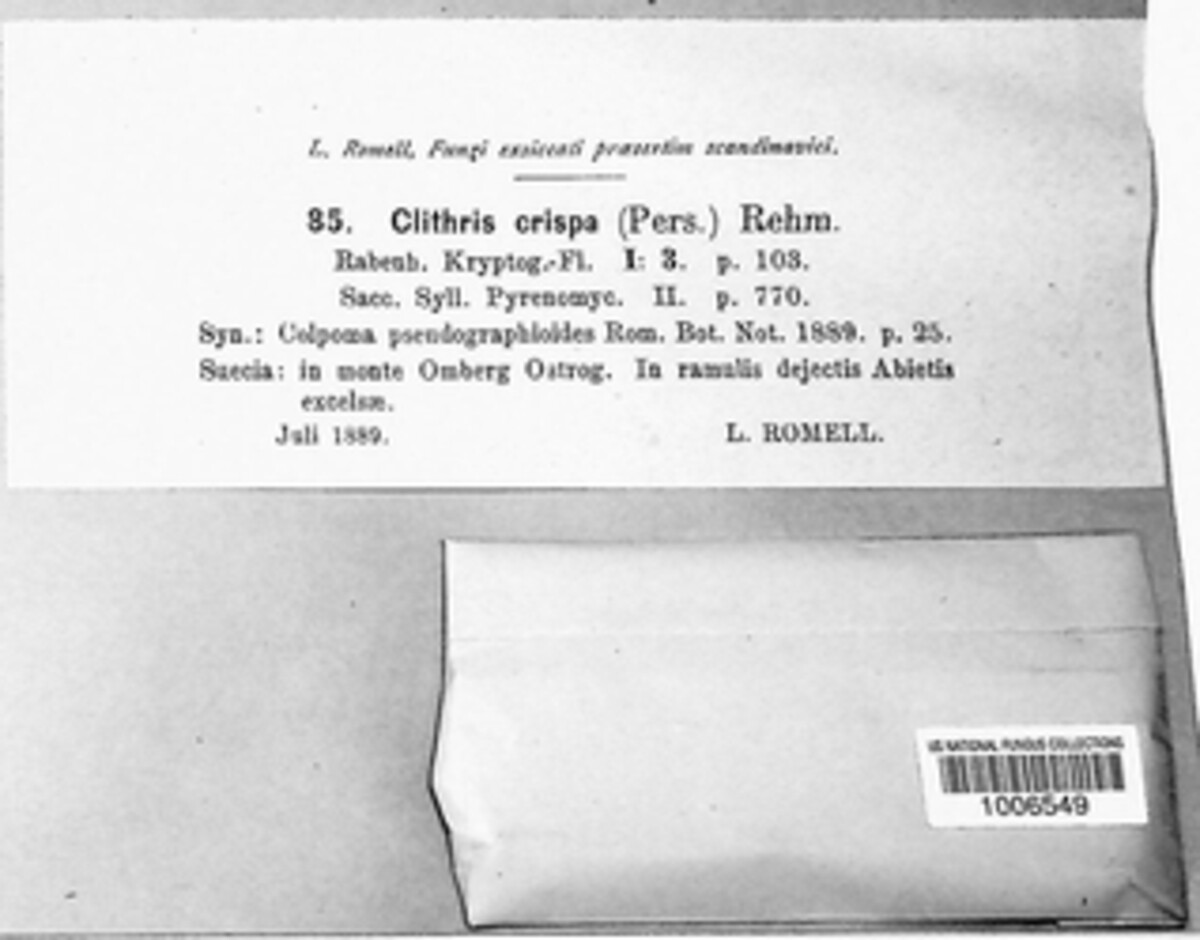 L. Romell, Fungi exsiccati præsertim scandinavici.
85. Clithris crispa (Pers.) Rehm.
Rabenh. Kryptog.-Fl. I: 3. p. 103.
Sacc. Syll. Pyrenomyc. II. p. 770.
Syn.: Colpoma pseudographioides Rom. Bot. Not. 1889. p. 25.
Suecia: in monte Omberg Ostrog. In ramulis dejectis Abietis
excelsæ.
Juli 1889. L. ROMELL.
US NATIONAL FUNGUS COLLECTIONS
1006549